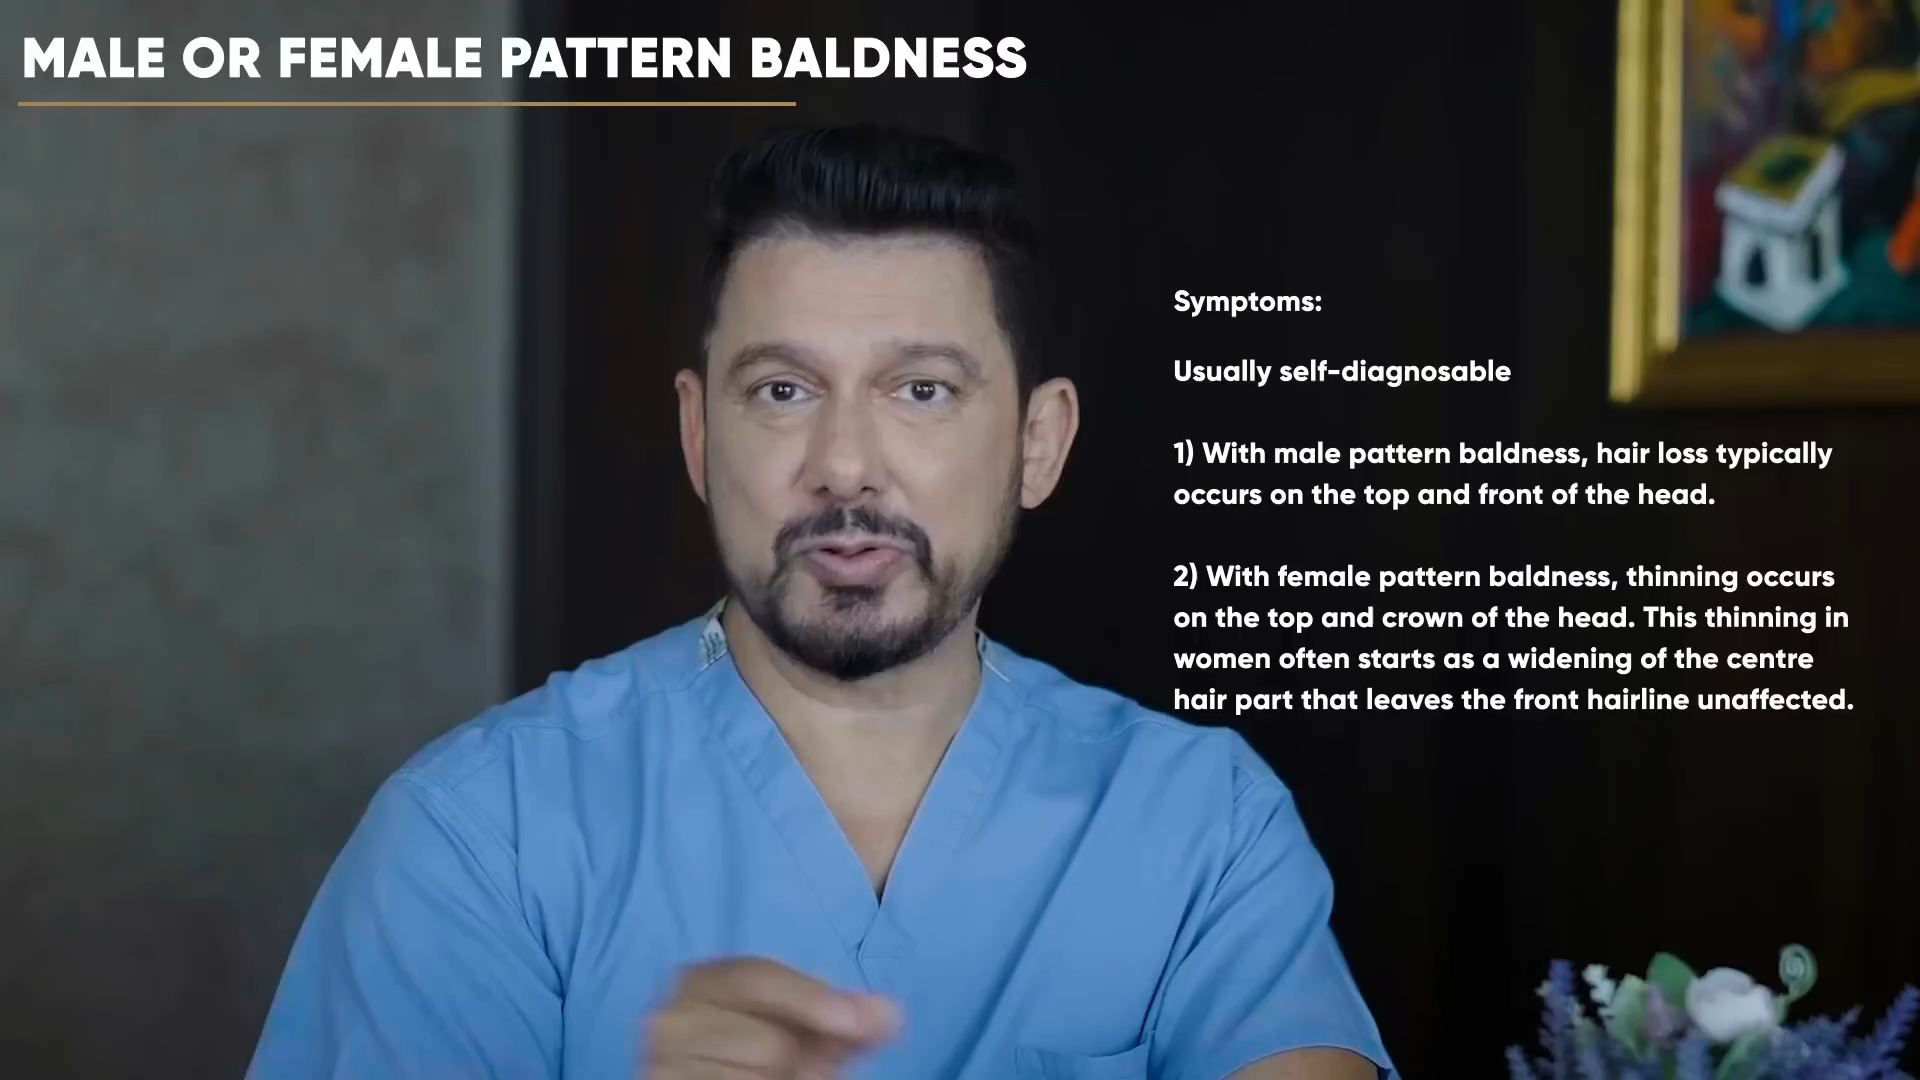 MALE OR FEMALE PATTERN BALDNESS
Symptoms:
Usually self-diagnosable
1) With male pattern baldness, hair loss typically
occurs on the top and front of the head.
2) With female pattern baldness, thinning occurs
on the top and crown of the head. This thinning in
women often starts as a widening of the centre
hair part that leaves the front hairline unaffected.